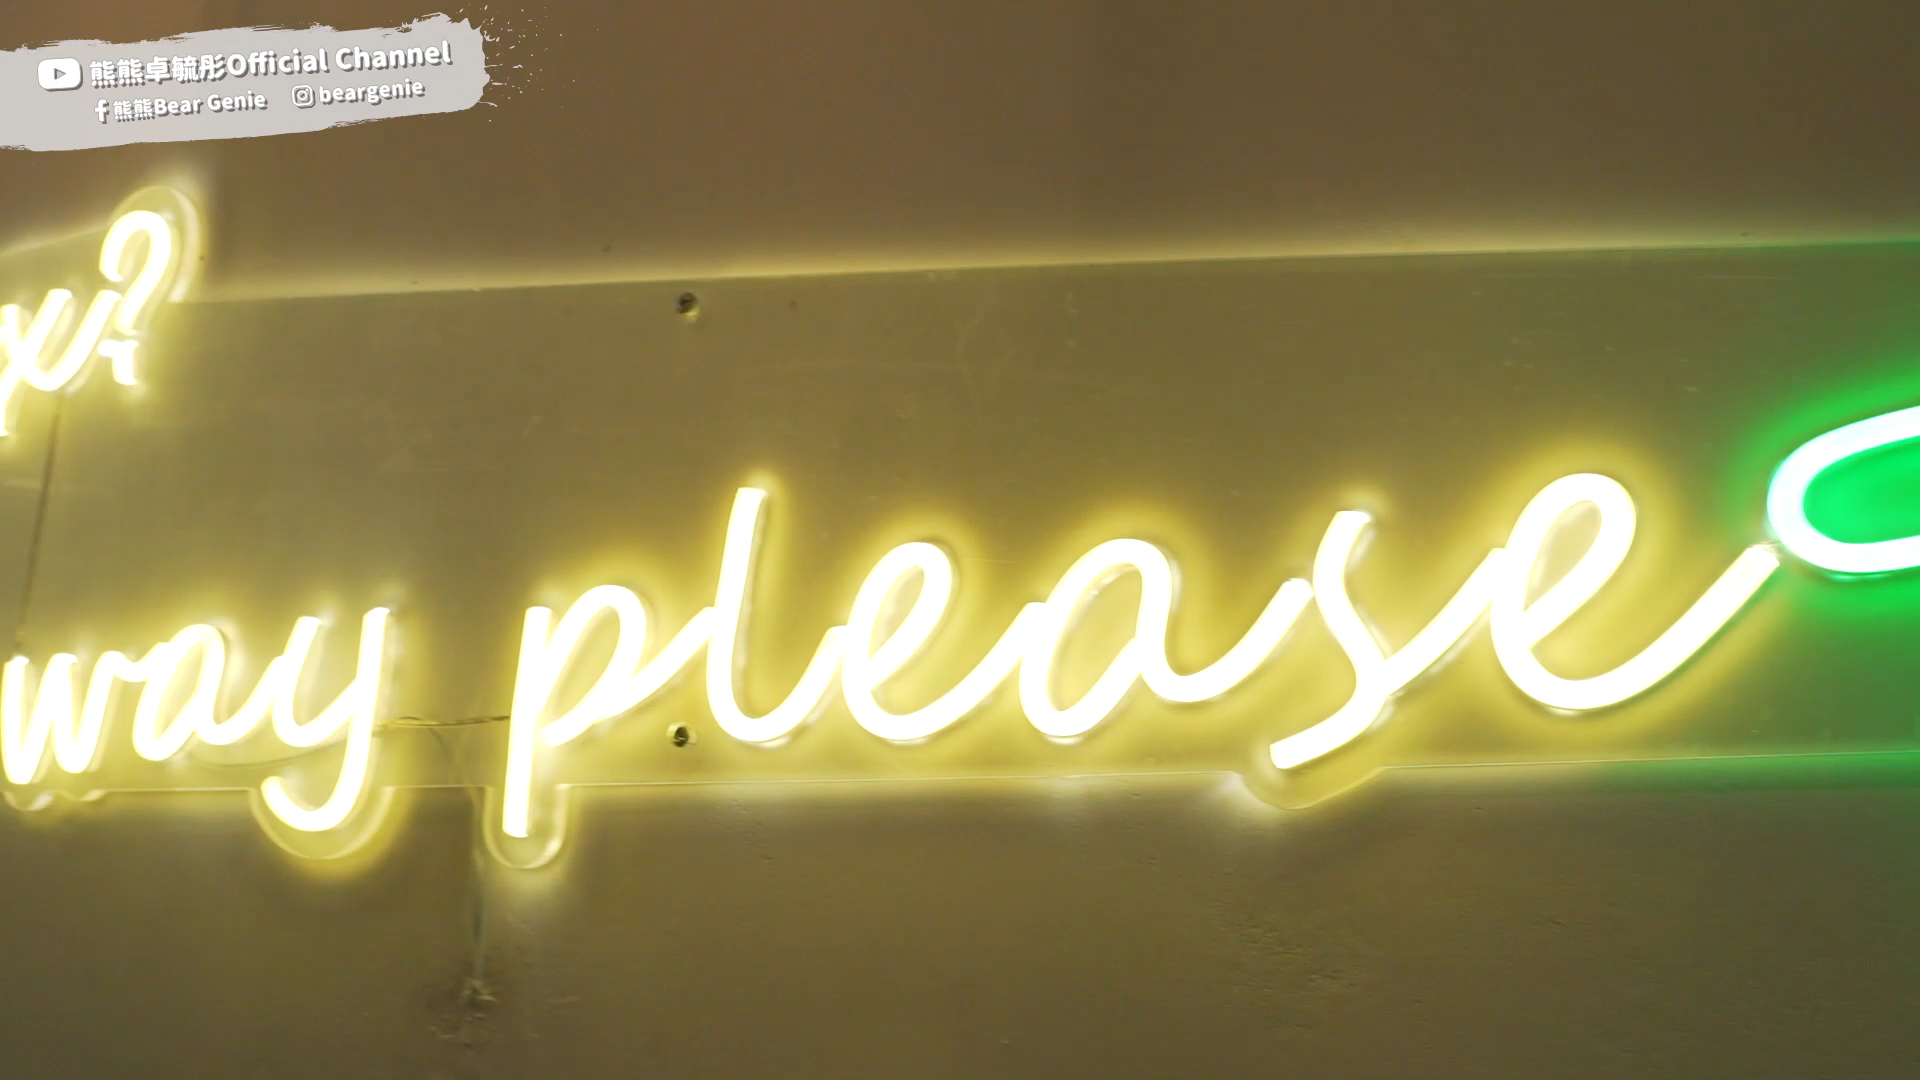 熊熊卓毓彤Official Channel
熊熊Bear Genie beargenie
way please